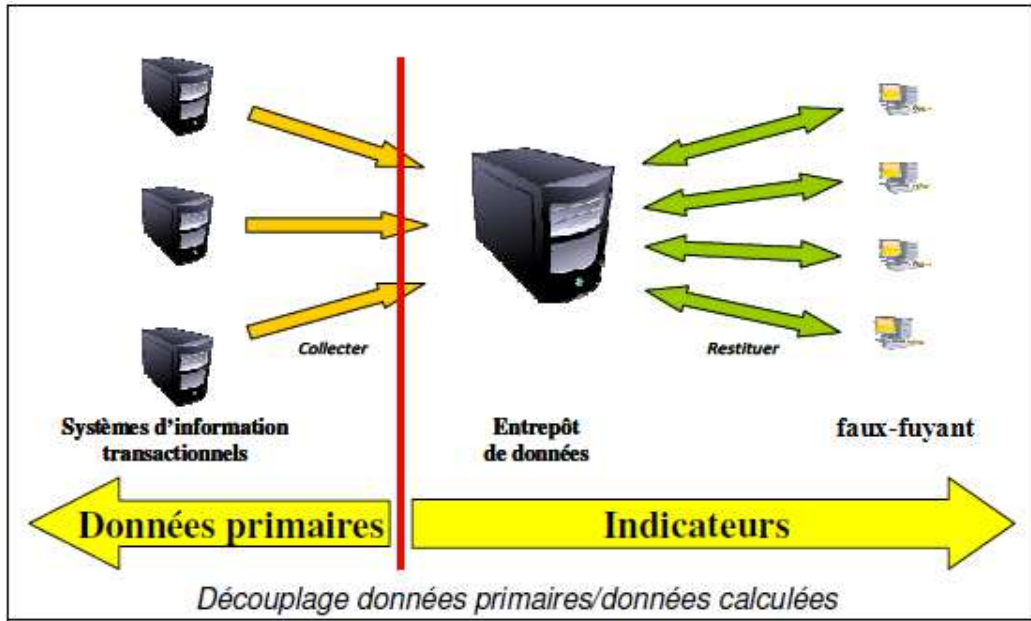 Collecter
Restituer
Systèmes d'information
transactionnels
Entrepôt
de données
faux-fuyant
Données primaires
Indicateurs
Découplage données primaires/données calculées